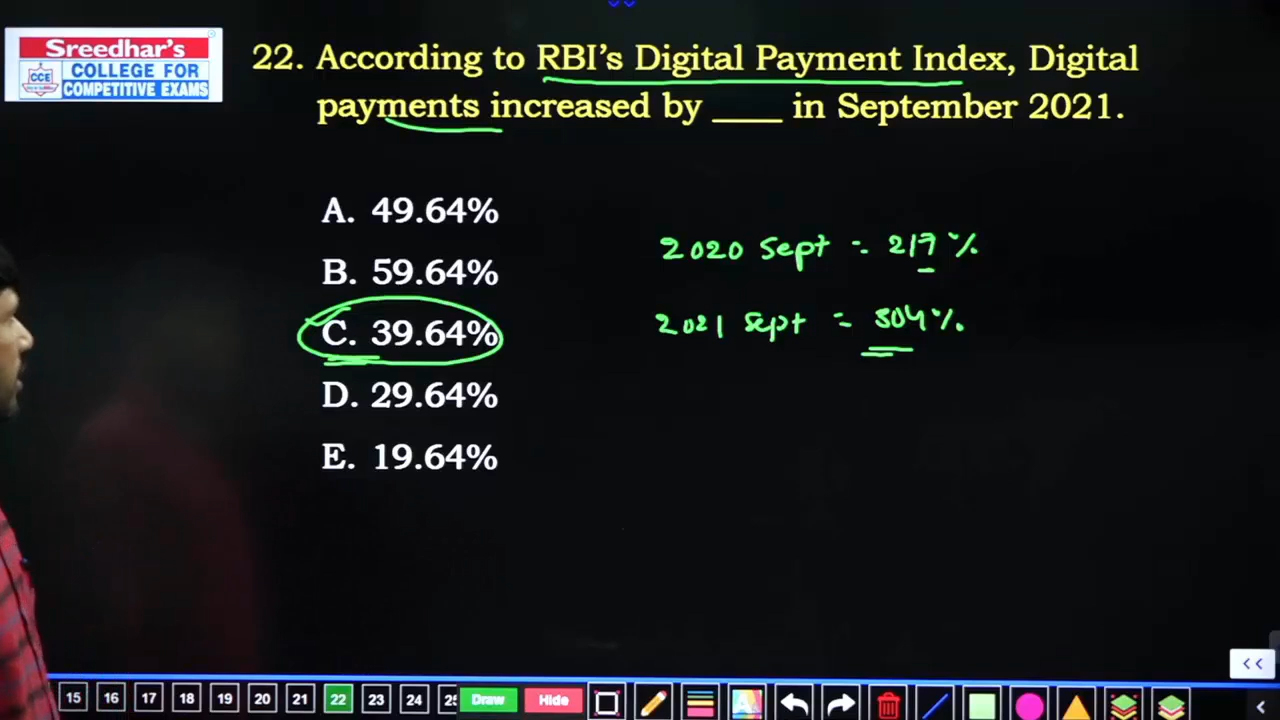 Sreedhar's
CCE
COLLEGE FOR
COMPETITIVE EXAMS
22. According to RBI's Digital Payment Index, Digital
payments increased by ____ in September 2021.
A. 49.64%
B. 59.64%
C. 39.64%
D. 29.64%
E. 19.64%
2020 Sept = 217%
2021 Sept = 304%
<<
15 16 17 18 19 20 21 22 23 24 25 Draw Hide